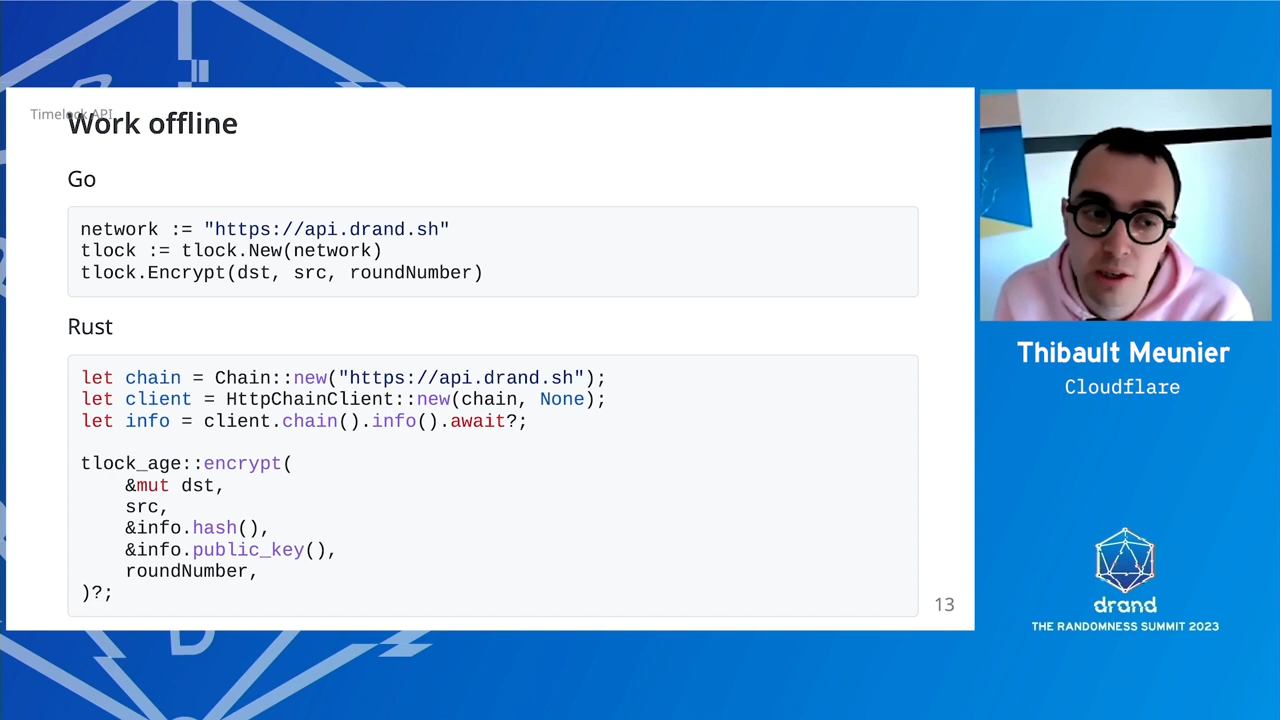 Timelock API
Work offline
Go
network := "https://api.drand.sh"
tlock := tlock.New(network)
tlock.Encrypt(dst, src, roundNumber)
Rust
let chain = Chain::new("https://api.drand.sh");
let client = HttpChainClient::new(chain, None);
let info = client.chain().info().await?;
tlock_age::encrypt(
    &mut dst,
    src,
    &info.hash(),
    &info.public_key(),
    roundNumber,
)?;
13
Thibault Meunier
Cloudflare
drand
THE RANDOMNESS SUMMIT 2023